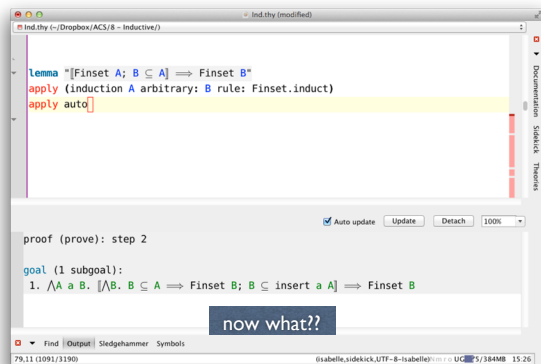 Ind.thy (modified)
Ind.thy (~/Dropbox/ACS/8 - Inductive/)
lemma "⟦Finset A; B ⊆ A⟧ ⟹ Finset B"
apply (induction A arbitrary: B rule: Finset.induct)
apply auto
Documentation
Sidekick
Theories
Auto update Update Detach 100%
proof (prove): step 2
goal (1 subgoal):
1. ⋀A a B. ⟦⋀B. B ⊆ A ⟹ Finset B; B ⊆ insert a A⟧ ⟹ Finset B
now what??
Find Output Sledgehammer Symbols
79,11 (1091/3190) (isabelle,sidekick,UTF-8-Isabelle) 5/384MB 15:26